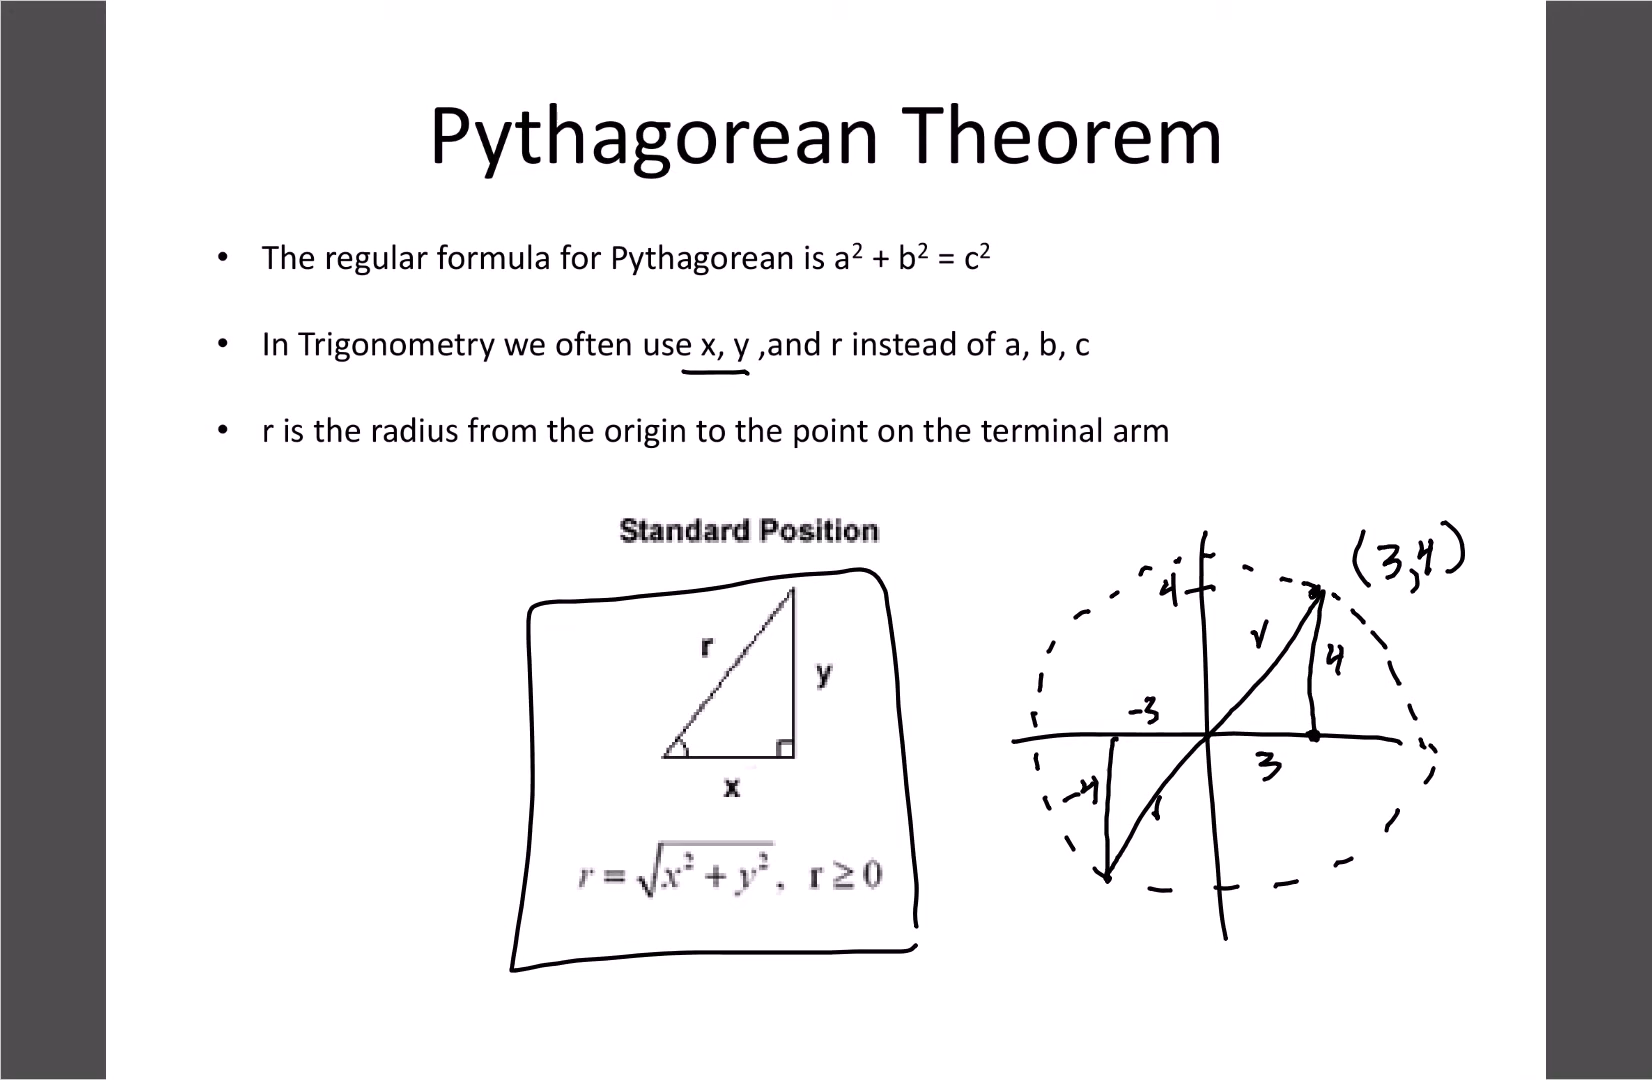 Pythagorean Theorem
• The regular formula for Pythagorean is a² + b² = c²
• In Trigonometry we often use x, y ,and r instead of a, b, c
• r is the radius from the origin to the point on the terminal arm
Standard Position
r
y
x
r = √x² + y² , r ≥ 0
(3,4)
4
r
4
-3
3
-4
r